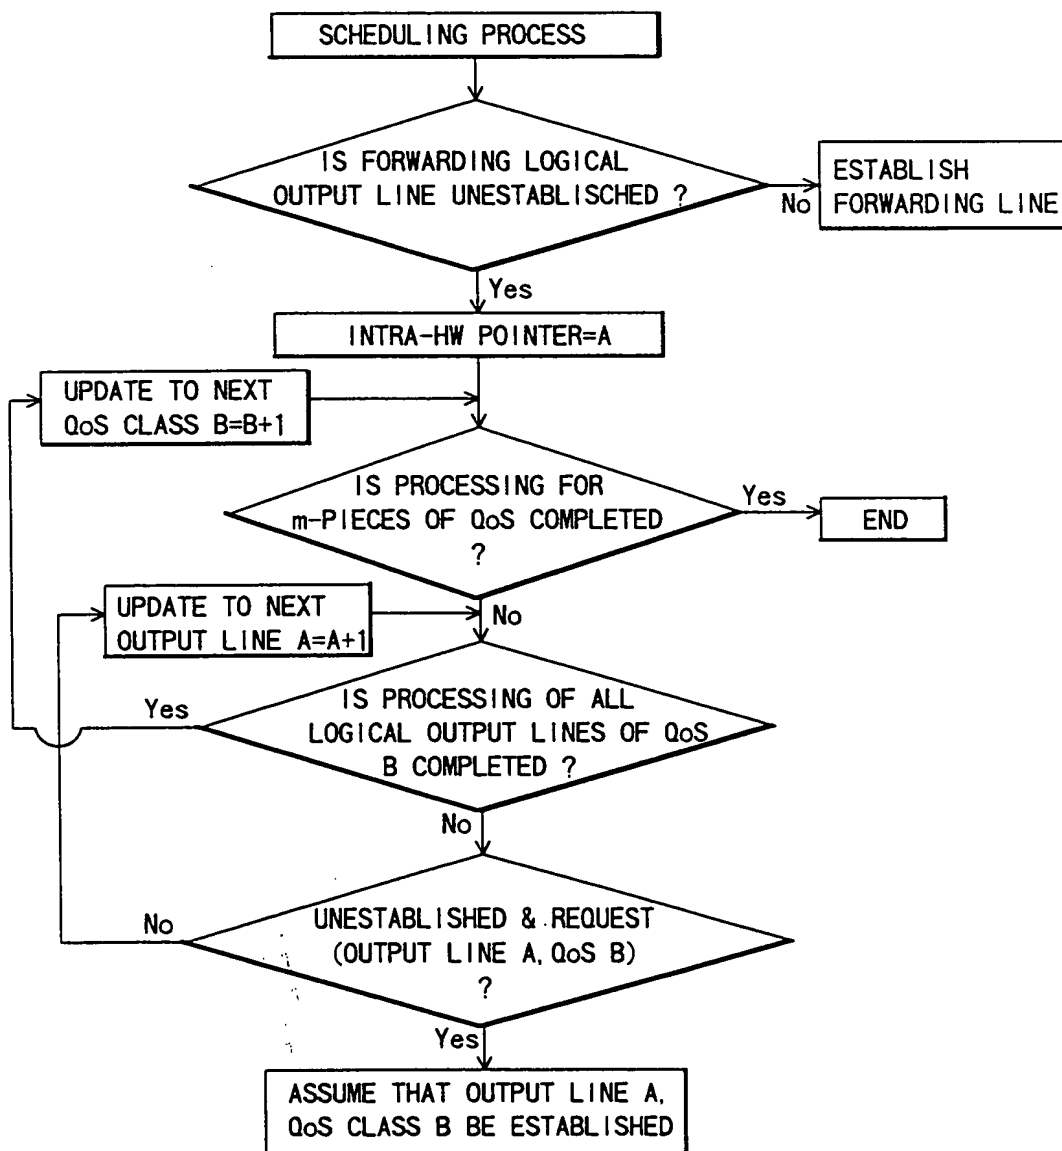 SCHEDULING PROCESS
IS FORWARDING LOGICAL
OUTPUT LINE UNESTABLISCHED ?
No
ESTABLISH
FORWARDING LINE
Yes
INTRA-HW POINTER=A
UPDATE TO NEXT
QoS CLASS B=B+1
IS PROCESSING FOR
m-PIECES OF QoS COMPLETED
?
Yes
END
No
UPDATE TO NEXT
OUTPUT LINE A=A+1
IS PROCESSING OF ALL
LOGICAL OUTPUT LINES OF QoS
B COMPLETED ?
Yes
No
UNESTABLISHED & REQUEST
(OUTPUT LINE A, QoS B)
?
No
Yes
ASSUME THAT OUTPUT LINE A,
QoS CLASS B BE ESTABLISHED